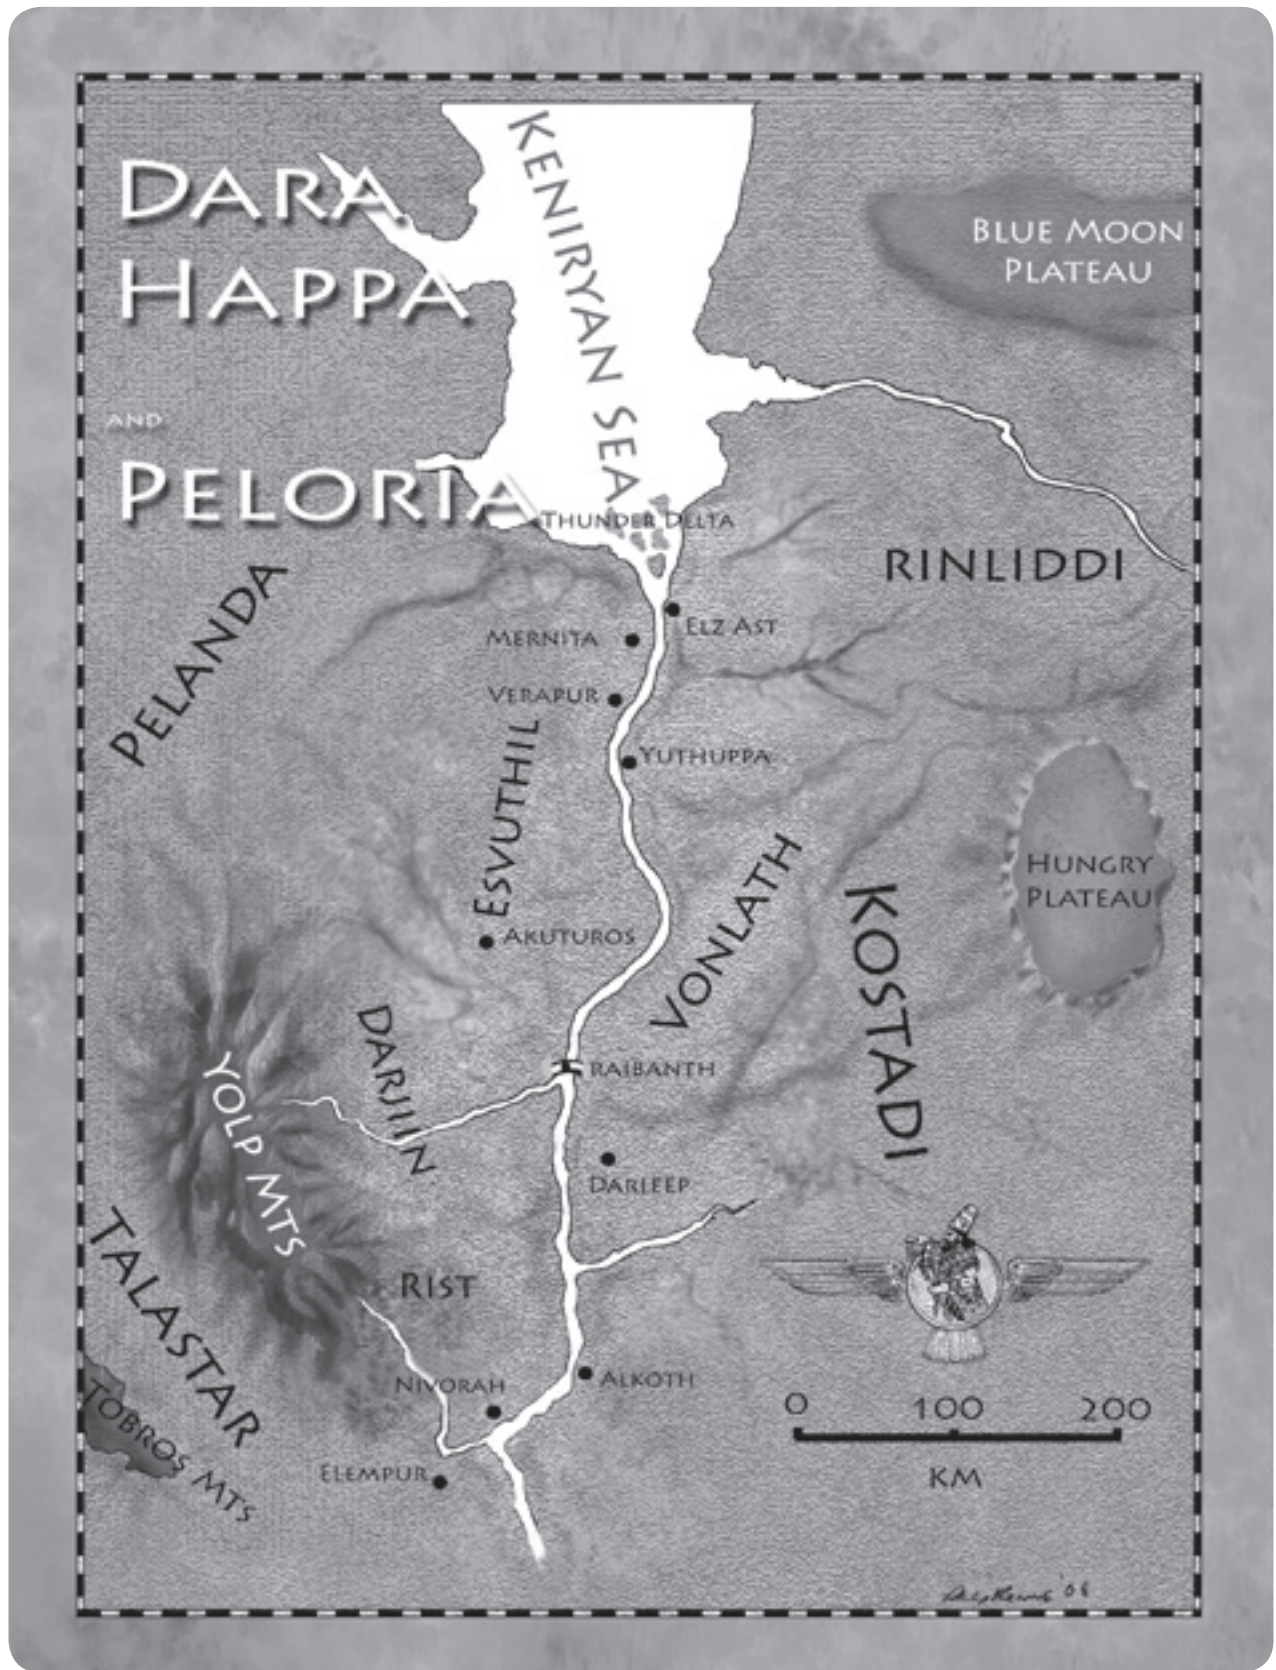 DARA
HAPPA
AND
PELORIA
KENIRYAN SEA
BLUE MOON
PLATEAU
THUNDER DELTA
RINLIDDI
PELANDA
ELZ AST
MERNITA
VERAPUR
YUTHUPPA
ESVUTHIL
HUNGRY
PLATEAU
VONLATH
KOSTADI
AKUTUROS
DARJIIN
RAIBANTH
YOLP MTS
DARLEEP
TALASTAR
RIST
NIVORAH
ALKOTH
TOBROS MTS
ELEMPUR
0 100 200
KM
'06